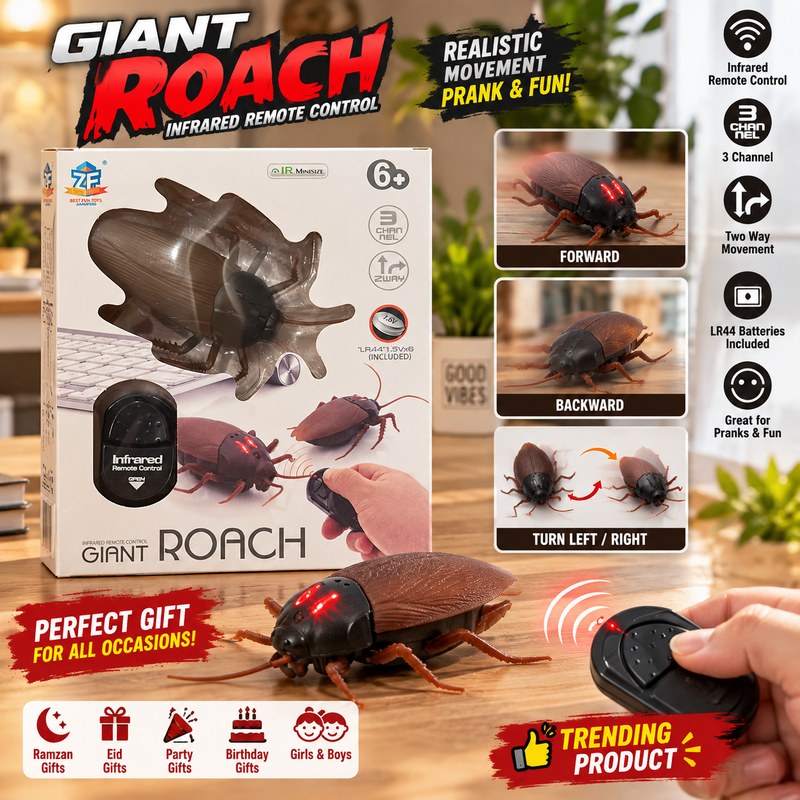 GIANT
ROACH
INFRARED REMOTE CONTROL
REALISTIC
MOVEMENT
PRANK & FUN!
Infrared
Remote Control
3
CHAN
NEL
3 Channel
Two Way
Movement
LR44 Batteries
Included
Great for
Pranks & Fun
ZF
BEST FUN TOYS
IR MINISIZE
6+
3
CHAN
NEL
2WAY
1.5V
"LR44"1.5Vx6
(INCLUDED)
Infrared
Remote Control
OPEN
INFRARED REMOTE CONTROL
GIANT ROACH
FORWARD
BACKWARD
TURN LEFT / RIGHT
GOOD
VIBES
PERFECT GIFT
FOR ALL OCCASIONS!
Ramzan
Gifts
Eid
Gifts
Party
Gifts
Birthday
Gifts
Girls & Boys
TRENDING
PRODUCT